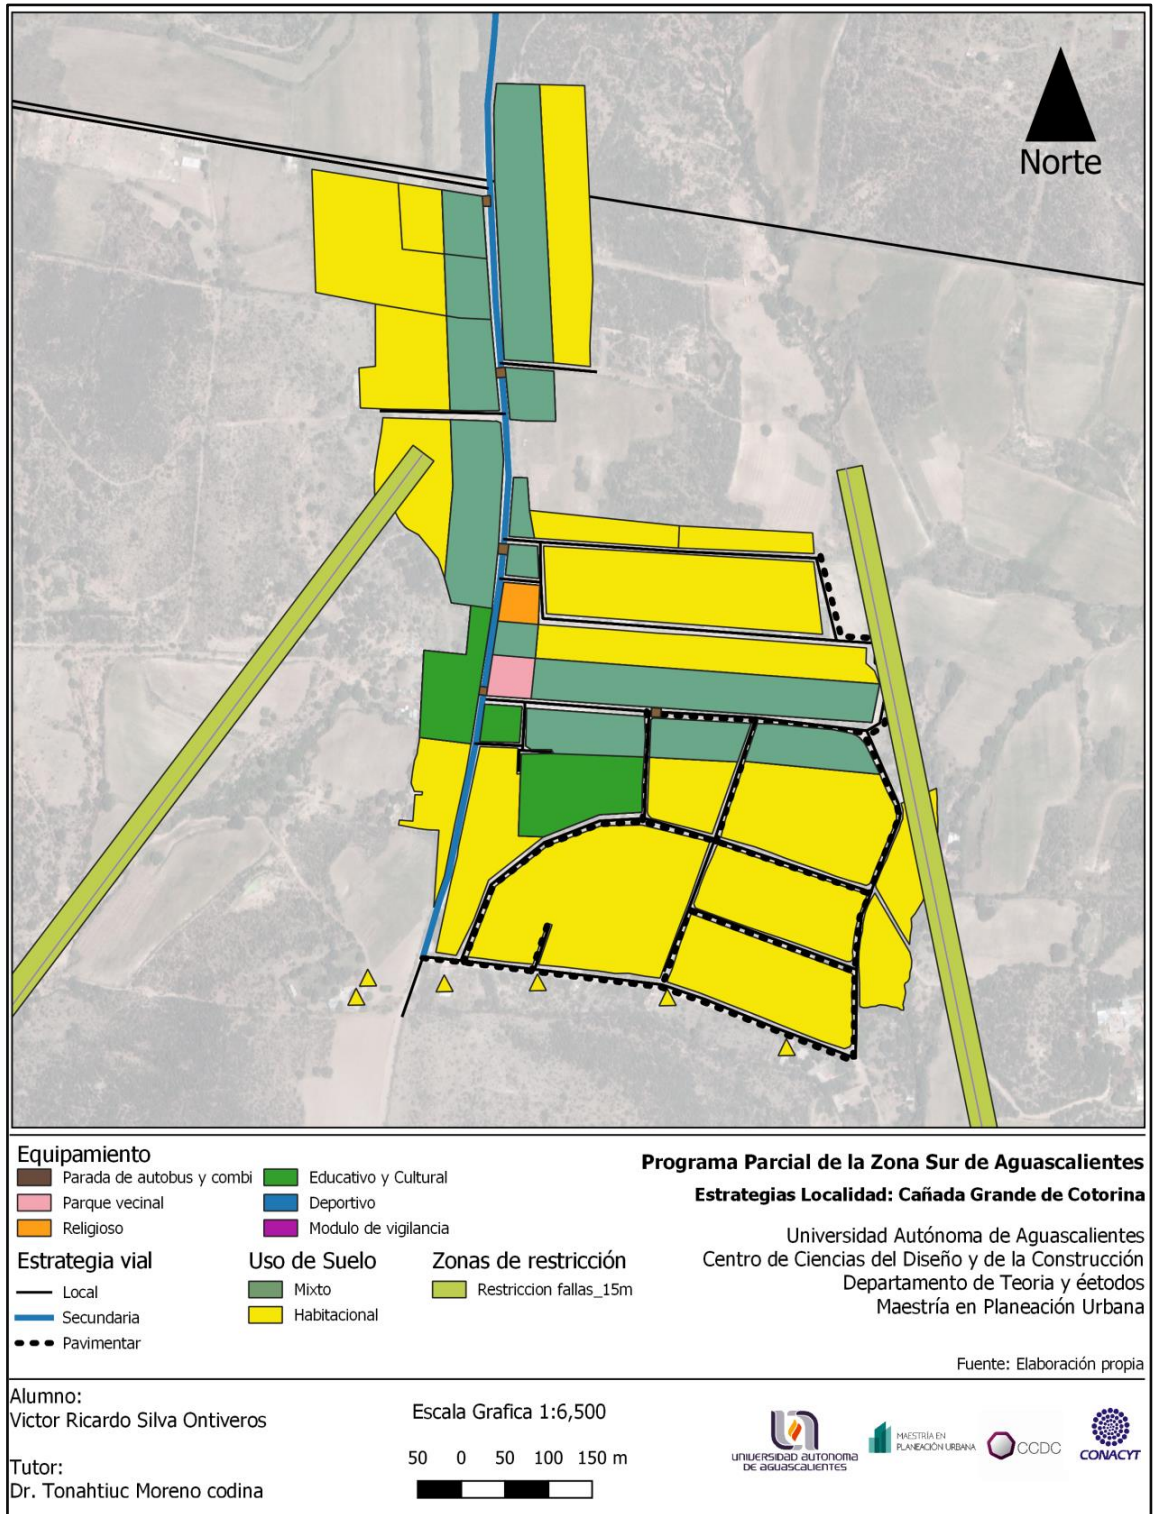 Norte
Equipamiento
Parada de autobus y combi
Parque vecinal
Religioso
Educativo y Cultural
Deportivo
Modulo de vigilancia
Estrategia vial
Local
Secundaria
Pavimentar
Uso de Suelo
Mixto
Habitacional
Zonas de restricción
Restriccion fallas_15m
Programa Parcial de la Zona Sur de Aguascalientes
Estrategias Localidad: Cañada Grande de Cotorina
Universidad Autónoma de Aguascalientes
Centro de Ciencias del Diseño y de la Construcción
Departamento de Teoria y éetodos
Maestría en Planeación Urbana
Fuente: Elaboración propia
Alumno:
Victor Ricardo Silva Ontiveros
Tutor:
Dr. Tonahtiuc Moreno codina
Escala Grafica 1:6,500
50 0 50 100 150 m
UNIVERSIDAD AUTONOMA
DE AGUASCALIENTES
MAESTRÍA EN
PLANEACIÓN URBANA
CCDC
CONACYT